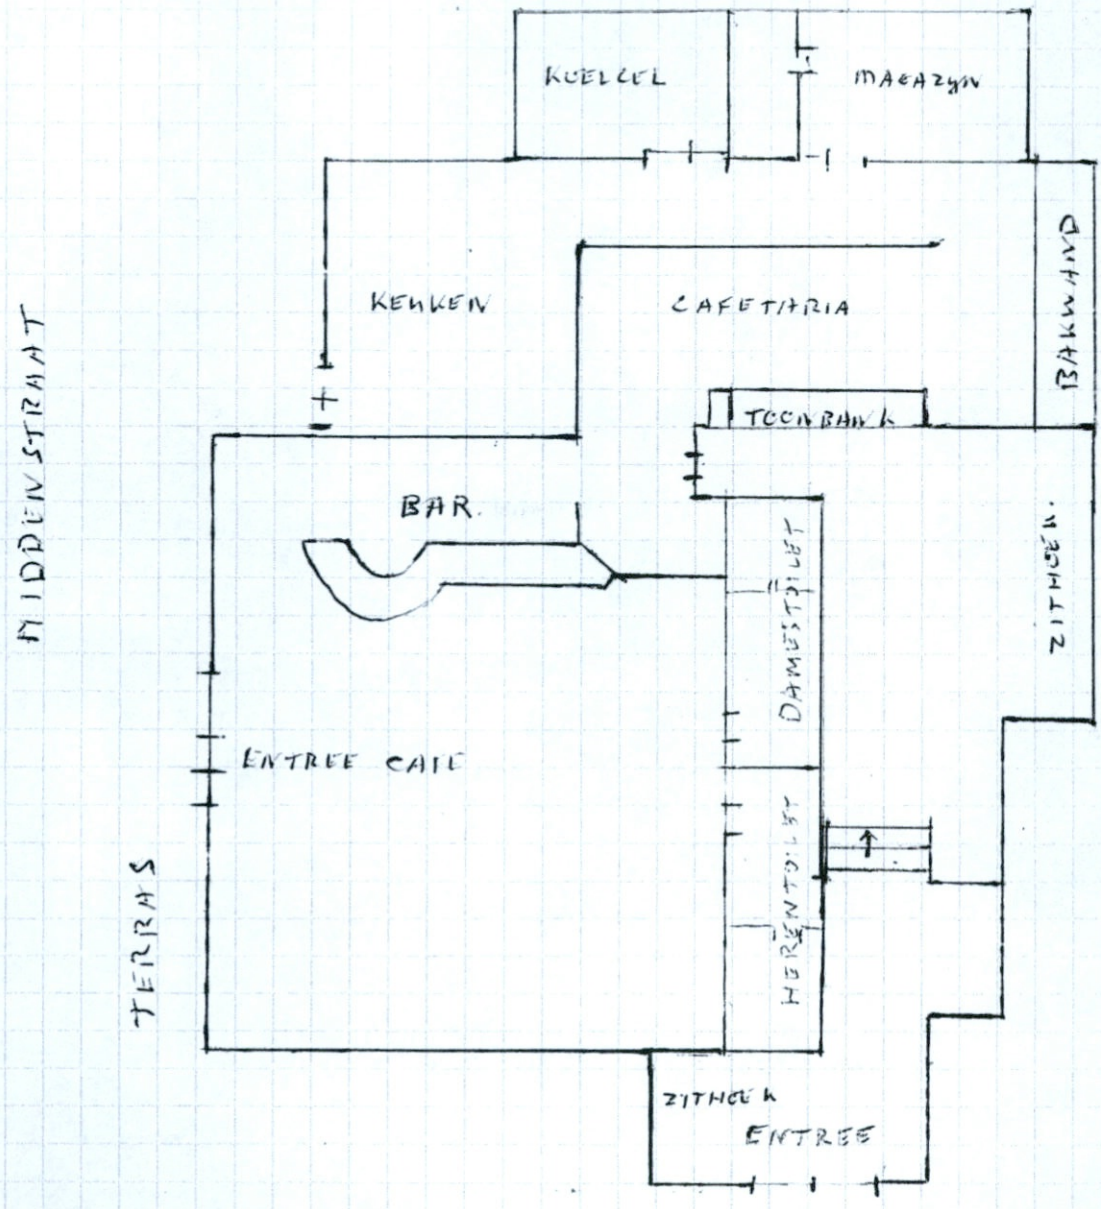 KOELCEL
MAGAZYN
KEUKEN
CAFETARIA
BAKWAND
TOONBANK
MIDDENSTRAAT
BAR.
ZITHOEK.
DAMESTOILET
ENTREE CAFE
HERENTOILET
TERRAS
ZITHOEK
ENTREE